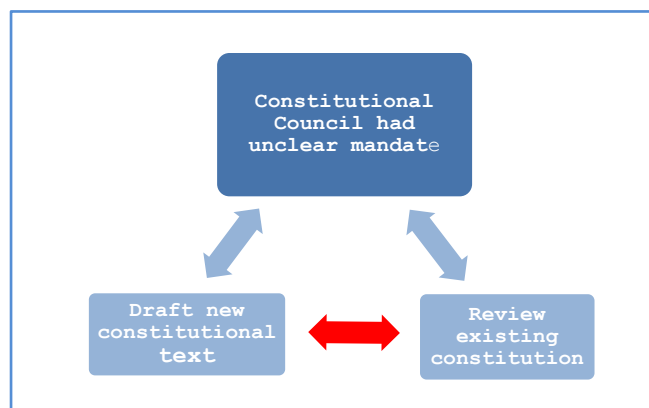 Constitutional
Council had
unclear mandate
Draft new
constitutional
text
Review
existing
constitution